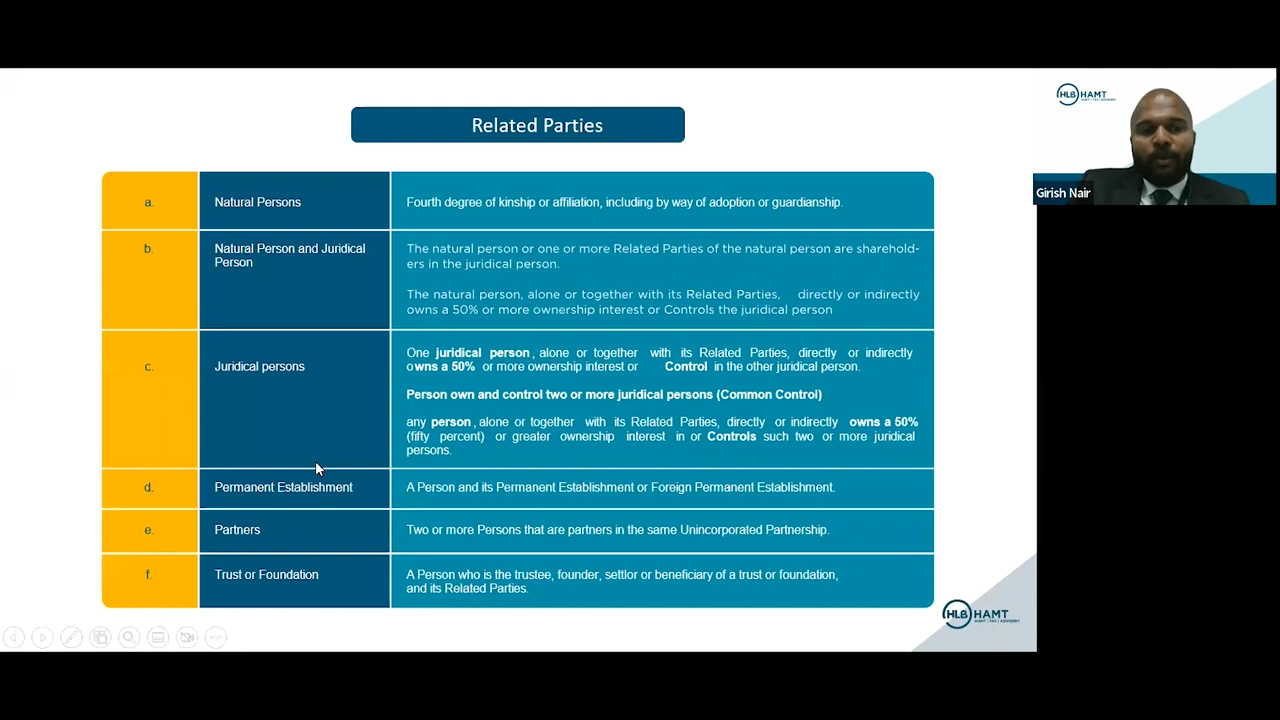 Related Parties
a.
Natural Persons
Fourth degree of kinship or affiliation, including by way of adoption or guardianship.
b.
Natural Person and Juridical
Person
The natural person or one or more Related Parties of the natural person are sharehold-
ers in the juridical person.
The natural person, alone or together with its Related Parties, directly or indirectly
owns a 50% or more ownership interest or Controls the juridical person
c.
Juridical persons
One juridical person , alone or together with its Related Parties, directly or indirectly
owns a 50% or more ownership interest or Control in the other juridical person.
Person own and control two or more juridical persons (Common Control)
any person , alone or together with its Related Parties, directly or indirectly owns a 50%
(fifty percent) or greater ownership interest in or Controls such two or more juridical
persons.
d.
Permanent Establishment
A Person and its Permanent Establishment or Foreign Permanent Establishment.
e.
Partners
Two or more Persons that are partners in the same Unincorporated Partnership.
f.
Trust or Foundation
A Person who is the trustee, founder, settlor or beneficiary of a trust or foundation,
and its Related Parties.
HLB HAMT
AUDIT | TAX | ADVISORY
HLB HAMT
AUDIT | TAX | ADVISORY
Girish Nair